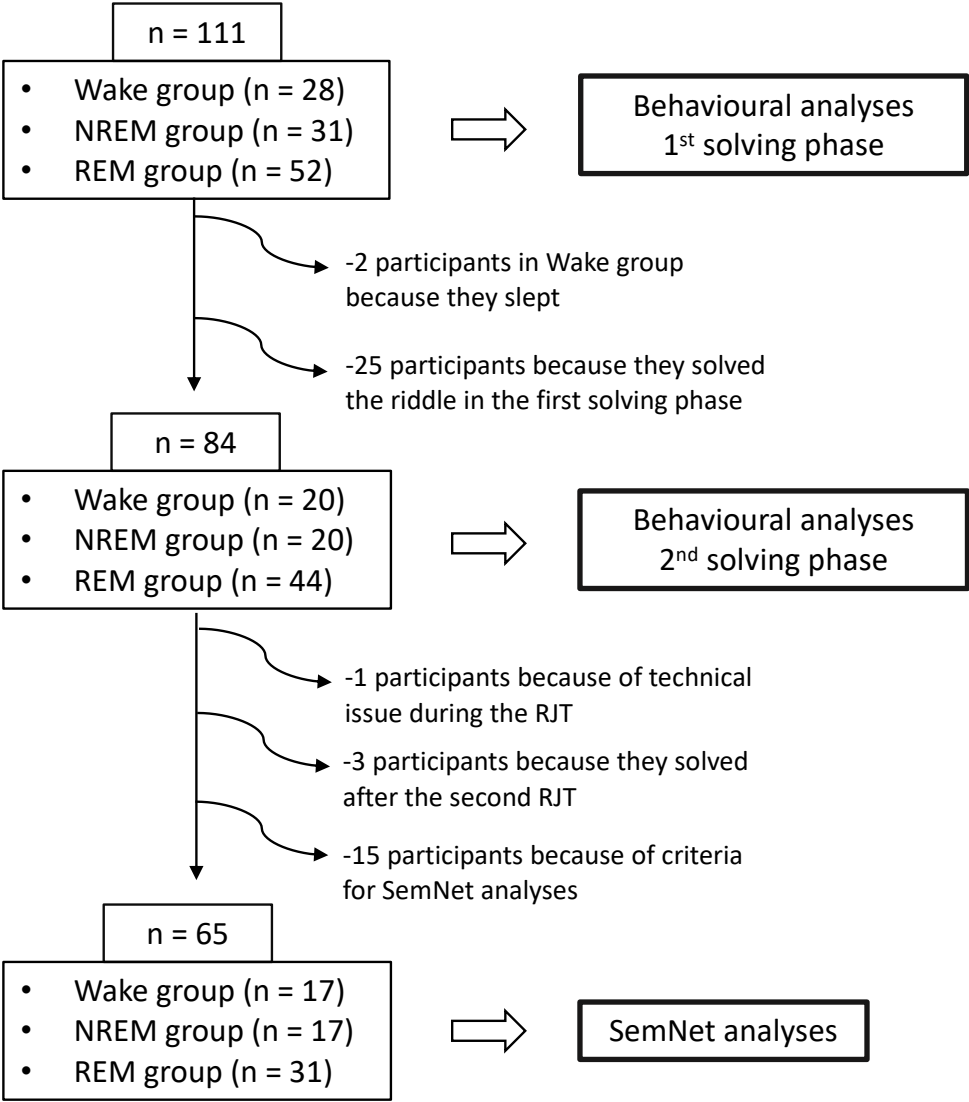 n = 111
• Wake group (n = 28)
• NREM group (n = 31)
• REM group (n = 52)
Behavioural analyses
1st solving phase
-2 participants in Wake group
because they slept
-25 participants because they solved
the riddle in the first solving phase
n = 84
• Wake group (n = 20)
• NREM group (n = 20)
• REM group (n = 44)
Behavioural analyses
2nd solving phase
-1 participants because of technical
issue during the RJT
-3 participants because they solved
after the second RJT
-15 participants because of criteria
for SemNet analyses
n = 65
• Wake group (n = 17)
• NREM group (n = 17)
• REM group (n = 31)
SemNet analyses